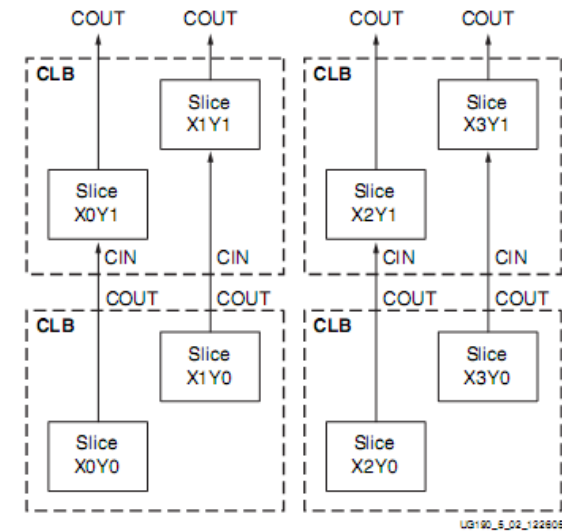 COUT COUT COUT COUT
CLB CLB
Slice
X1Y1
Slice
X3Y1
Slice
X0Y1
Slice
X2Y1
CIN CIN CIN CIN
COUT COUT COUT COUT
CLB CLB
Slice
X1Y0
Slice
X3Y0
Slice
X0Y0
Slice
X2Y0
UG190_5_02_122605